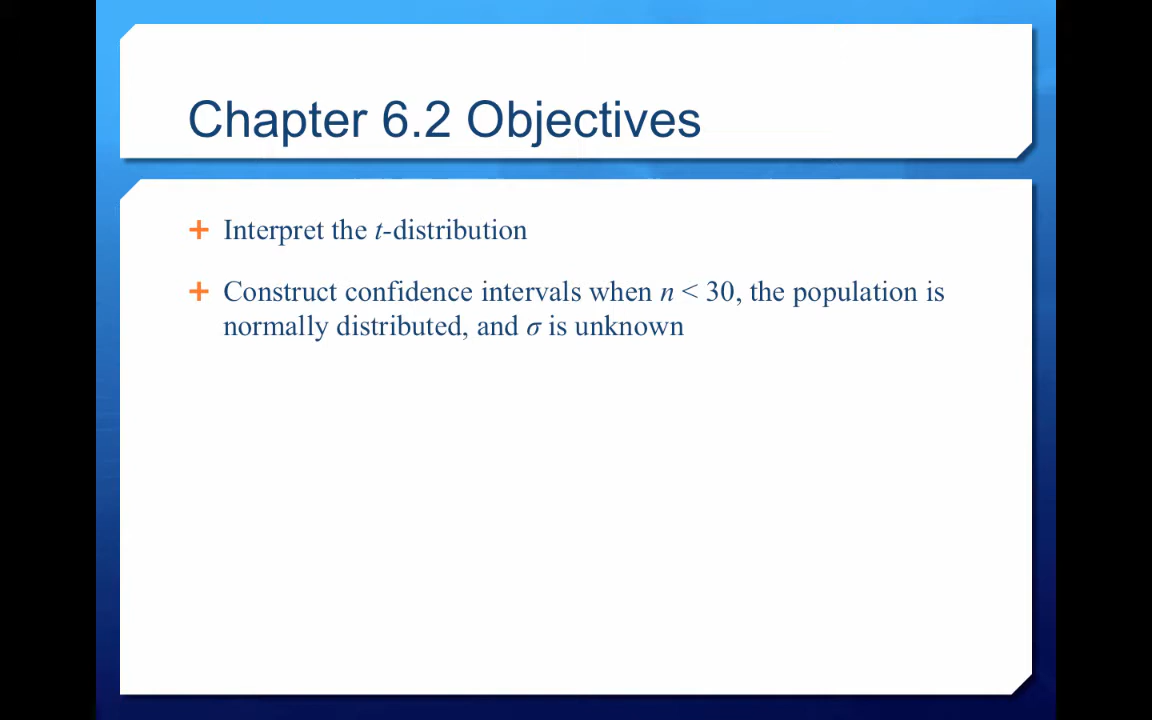 Chapter 6.2 Objectives
+ Interpret the t-distribution
+ Construct confidence intervals when n < 30, the population is
normally distributed, and σ is unknown